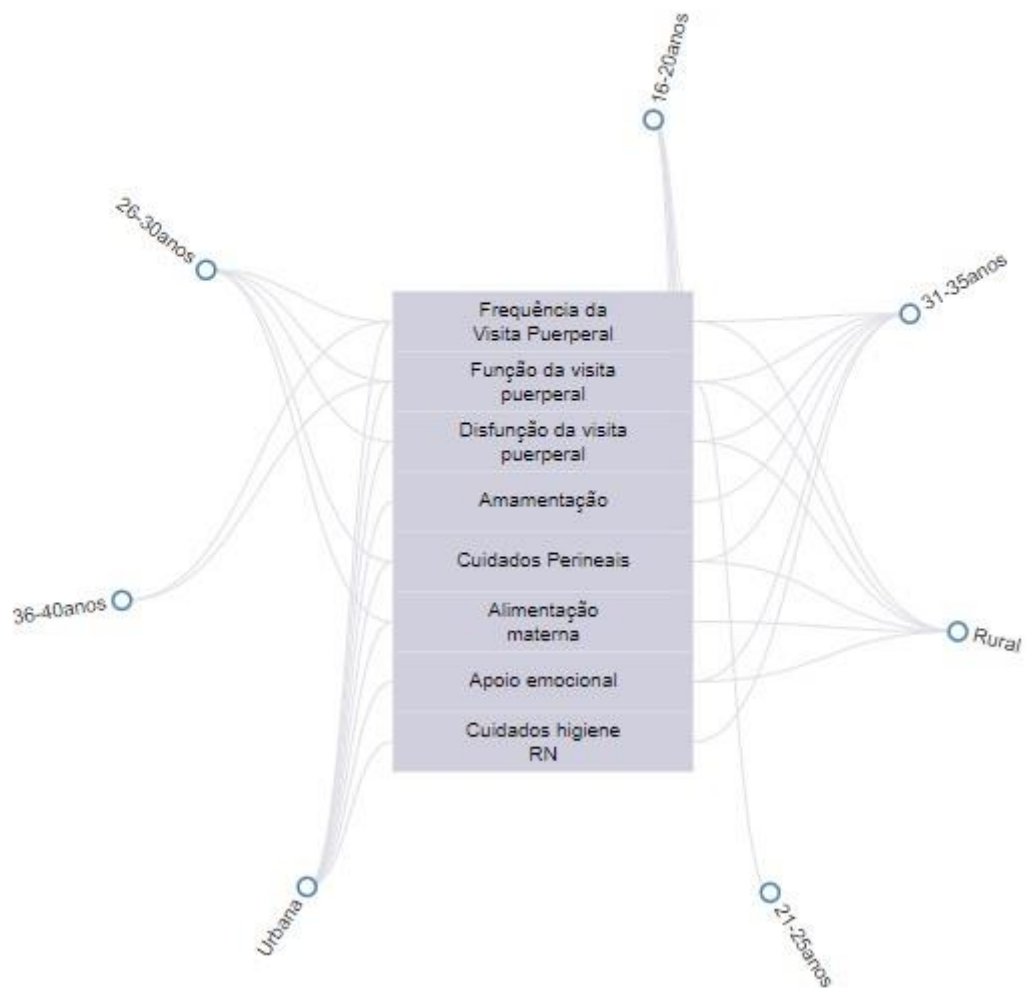 16-20anos
26-30anos
31-35anos
Frequência da
Visita Puerperal
Função da visita
puerperal
Disfunção da visita
puerperal
Amamentação
Cuidados Perineais
Alimentação
materna
Apoio emocional
Cuidados higiene
RN
36-40anos
Rural
Urbana
21-25anos